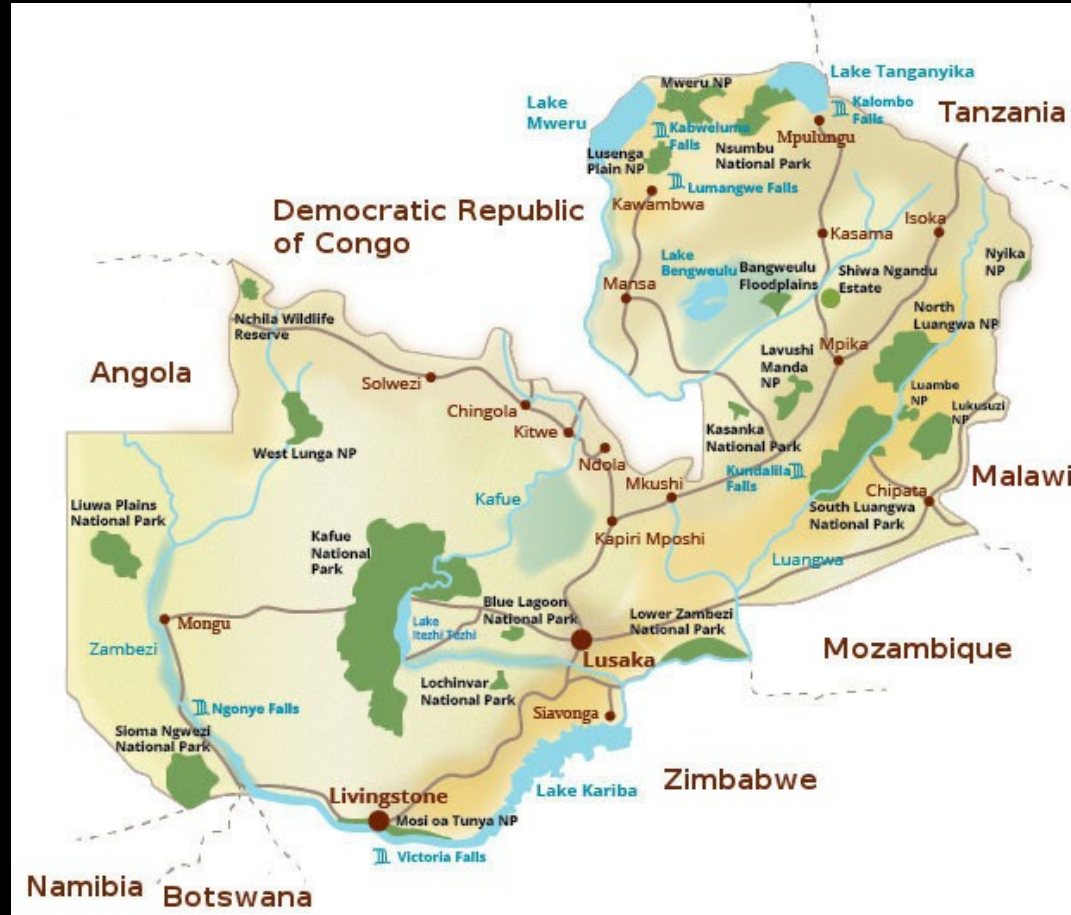 Lake Tanganyika
Mweru NP
Lake
Mweru
Kalombo
Falls
Tanzania
Kabweluma
Falls
Mpulungu
Nsumbu
National Park
Lusenga
Plain NP
Lumangwe Falls
Kawambwa
Democratic Republic
of Congo
Kasama
Isoka
Lake
Bengweulu
Bangweulu
Floodplains
Shiwa Ngandu
Estate
Nyika
NP
Mansa
Nchila Wildlife
Reserve
North
Luangwa NP
Mpika
Lavushi
Manda
NP
Angola
Solwezi
Luambe
NP
Lukusuzi
NP
Chingola
Kitwe
Kasanka
National Park
West Lunga NP
Ndola
Mkushi
Kundalila
Falls
Malawi
Chipata
Kafue
Liuwa Plains
National Park
South Luangwa
National Park
Kafue
National
Park
Kapiri Mposhi
Luangwa
Blue Lagoon
National Park
Lower Zambezi
National Park
Mongu
Lake
Itezhi Tezhi
Zambezi
Lusaka
Mozambique
Lochinvar
National Park
Ngonye Falls
Siavonga
Sioma Ngwezi
National Park
Zimbabwe
Lake Kariba
Livingstone
Mosi oa Tunya NP
Victoria Falls
Namibia
Botswana